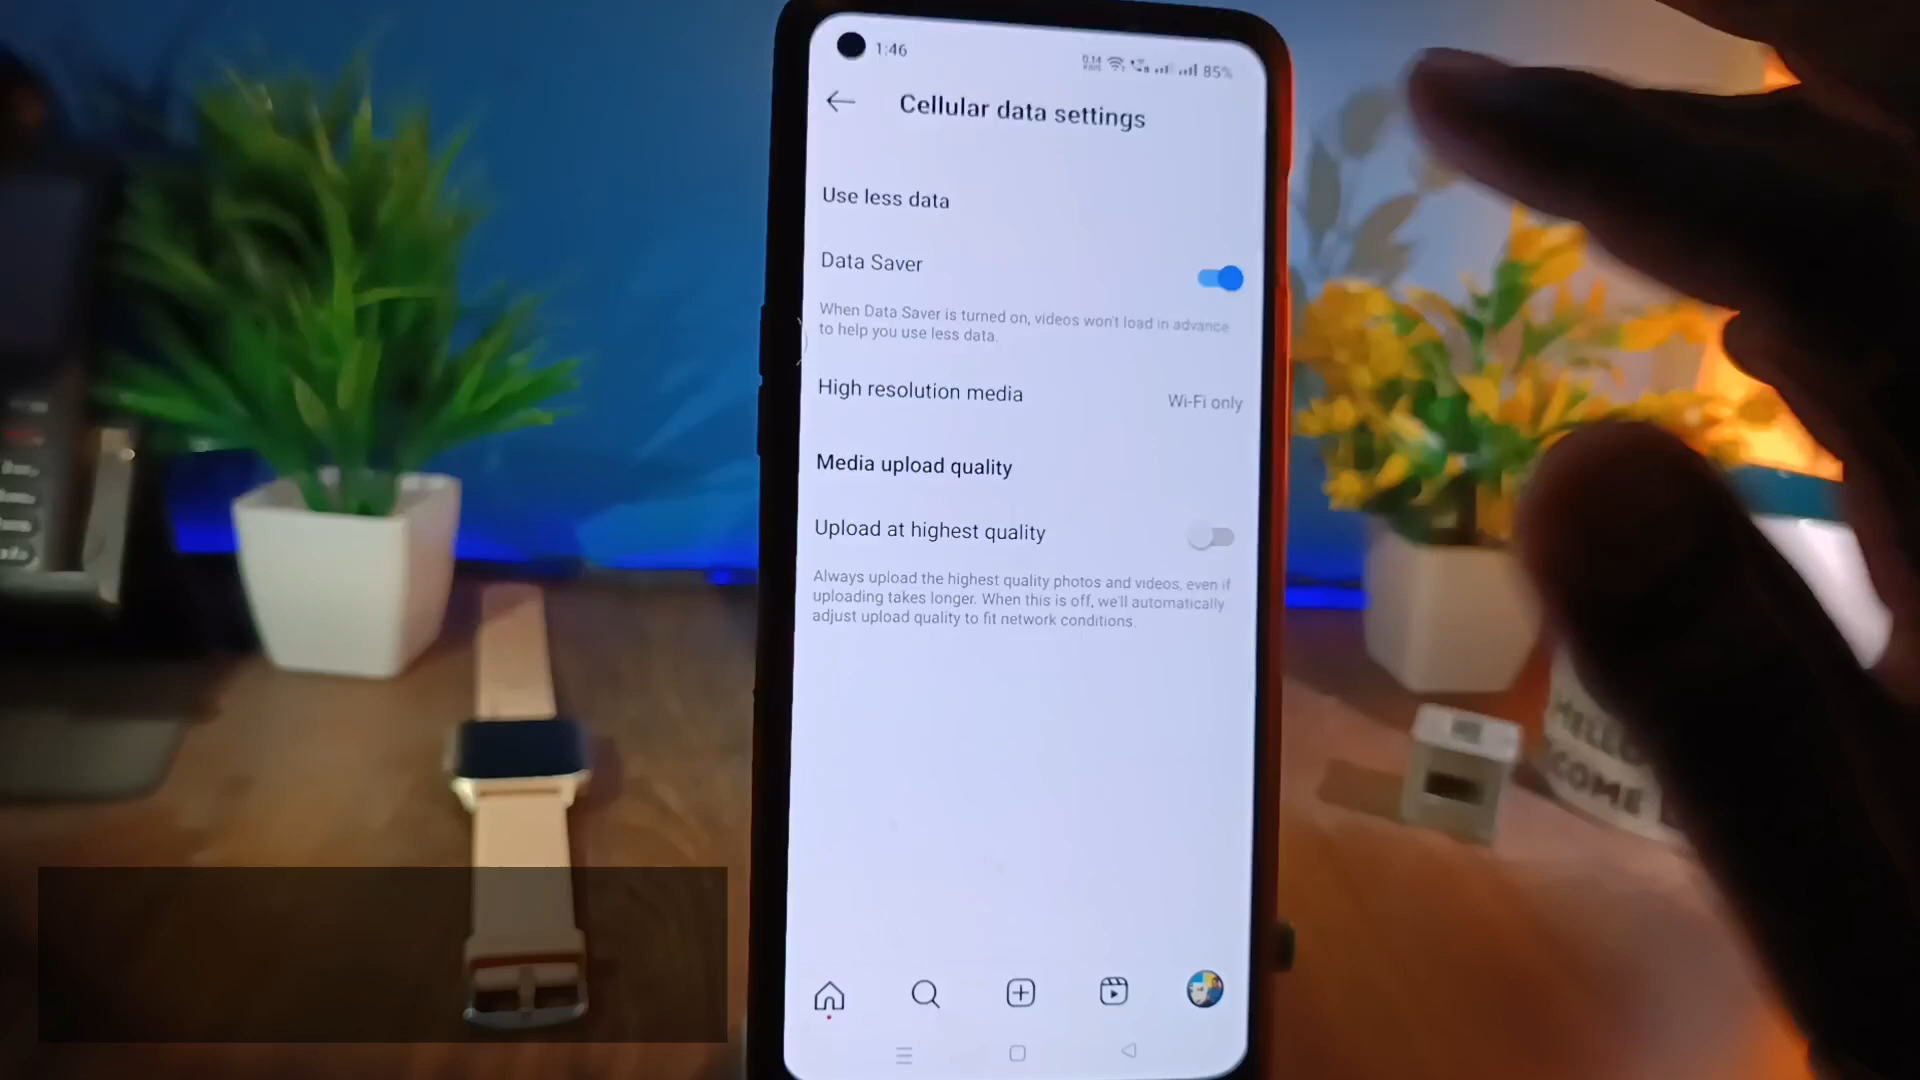 1:46
85%
Cellular data settings
Use less data
Data Saver
When Data Saver is turned on, videos won't load in advance
to help you use less data.
High resolution media
Wi-Fi only
Media upload quality
Upload at highest quality
Always upload the highest quality photos and videos, even if
uploading takes longer. When this is off, we'll automatically
adjust upload quality to fit network conditions.
HELLO
COME